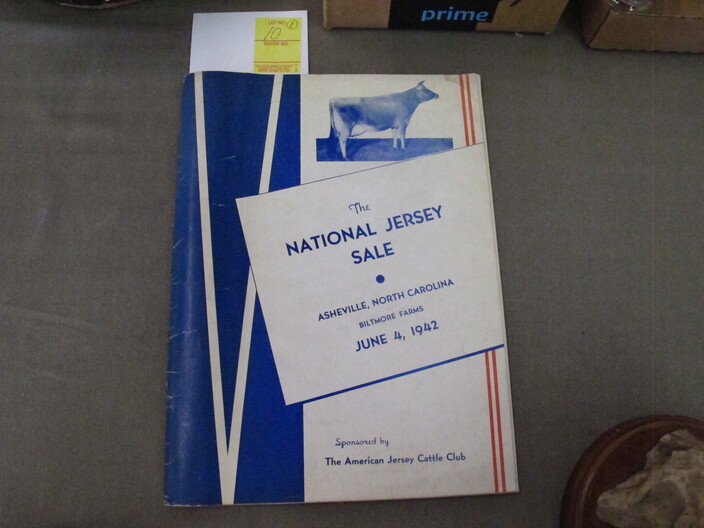 LOT NO.
10
prime
The
NATIONAL JERSEY
SALE
ASHEVILLE, NORTH CAROLINA
BILTMORE FARMS
JUNE 4, 1942
Sponsored by
The American Jersey Cattle Club